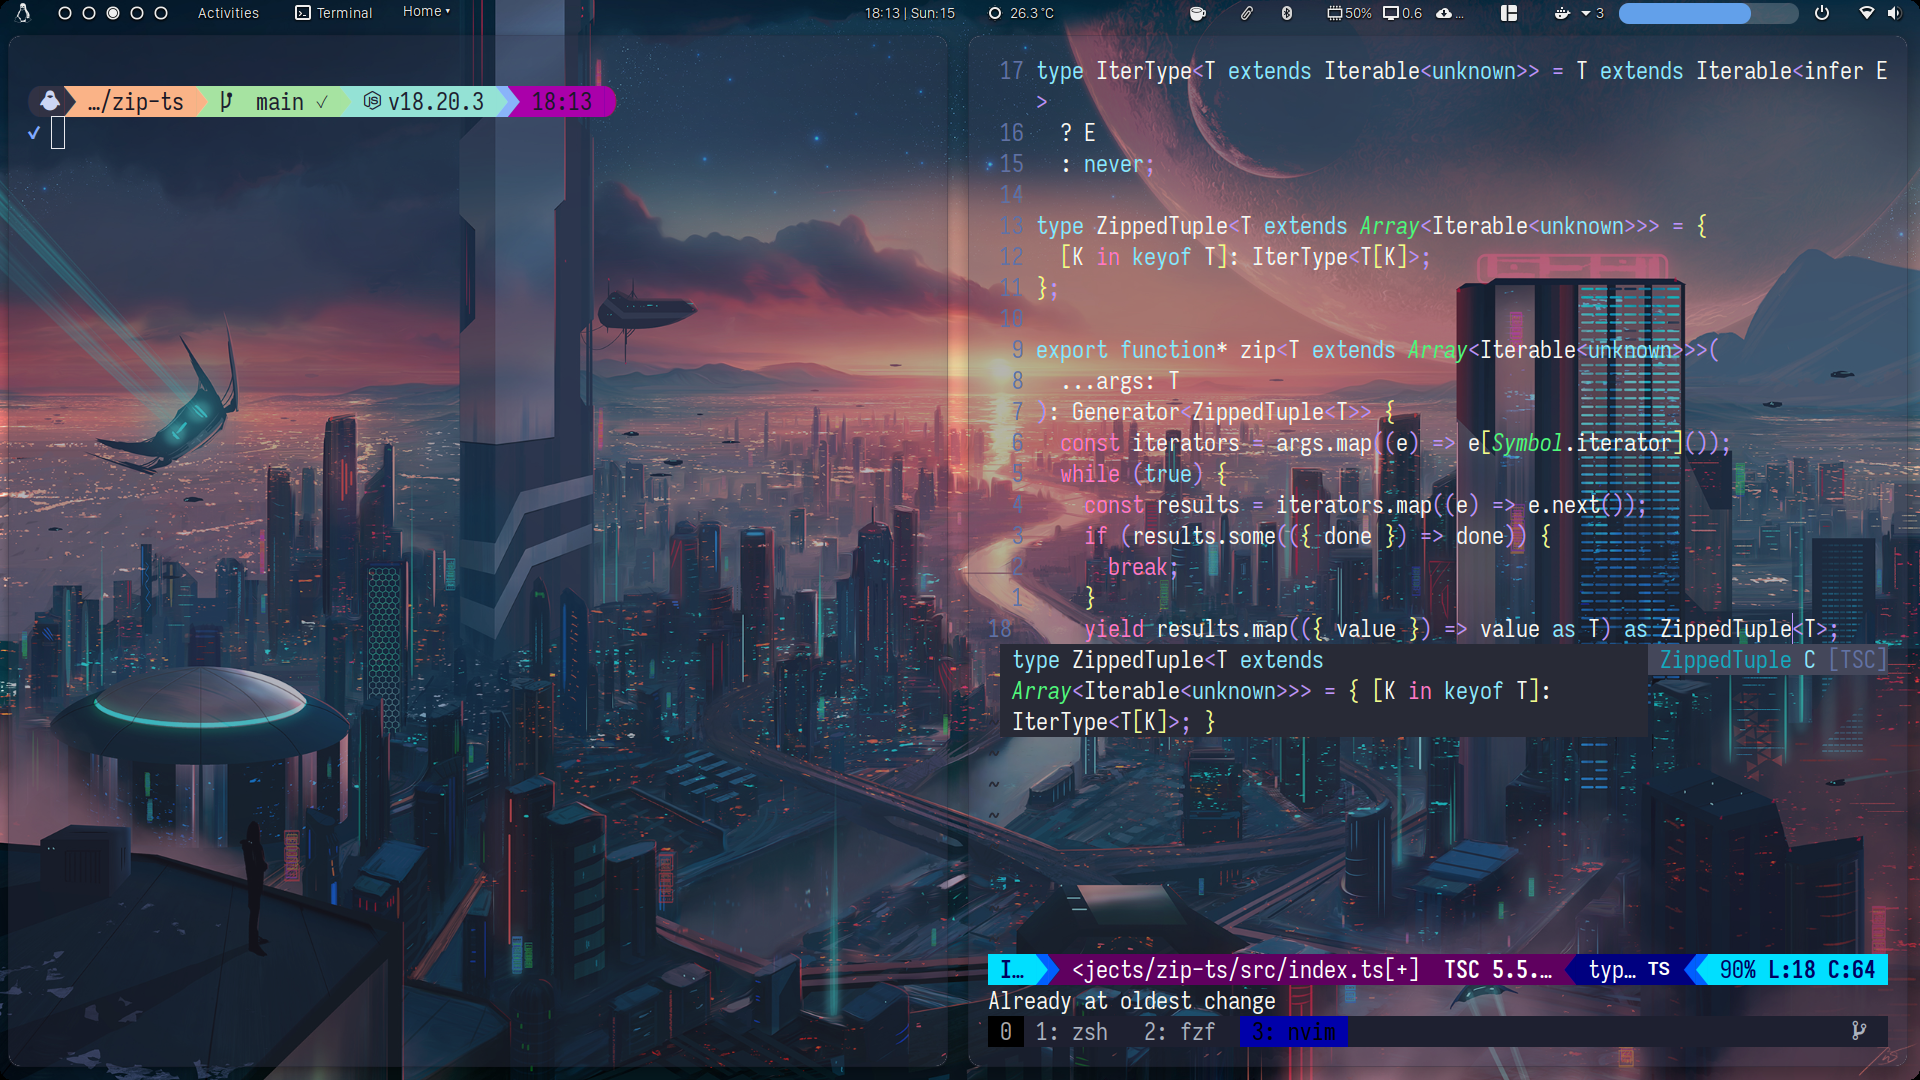 Activities Terminal Home 18:13 | Sun:15 26.3°C 50% 0.6 ... 3
…/zip-ts main ✓ v18.20.3 18:13
✓
17 type IterType<T extends Iterable<unknown>> = T extends Iterable<infer E
>
16 ? E
15 : never;
14
13 type ZippedTuple<T extends Array<Iterable<unknown>>> = {
12 [K in keyof T]: IterType<T[K]>;
11 };
10
9 export function* zip<T extends Array<Iterable<unknown>>>(
8 ...args: T
7 ): Generator<ZippedTuple<T>> {
6 const iterators = args.map((e) => e[Symbol.iterator]());
5 while (true) {
4 const results = iterators.map((e) => e.next());
3 if (results.some(({ done }) => done)) {
2 break;
1 }
18 yield results.map(({ value }) => value as T) as ZippedTuple<T>;
type ZippedTuple<T extends
Array<Iterable<unknown>>> = { [K in keyof T]:
IterType<T[K]>; }
ZippedTuple C [TSC]
~
~
~
I… <jects/zip-ts/src/index.ts[+] TSC 5.5.… typ… TS 90% L:18 C:64
Already at oldest change
0 1: zsh 2: fzf 3: nvim